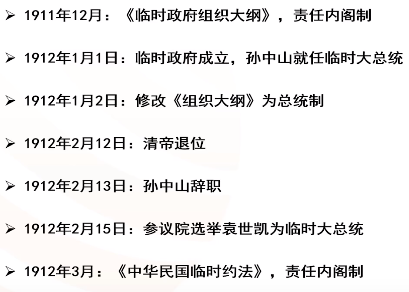 ➢ 1911年12月：《临时政府组织大纲》，责任内阁制
➢ 1912年1月1日：临时政府成立，孙中山就任临时大总统
➢ 1912年1月2日：修改《组织大纲》为总统制
➢ 1912年2月12日：清帝退位
➢ 1912年2月13日：孙中山辞职
➢ 1912年2月15日：参议院选举袁世凯为临时大总统
➢ 1912年3月：《中华民国临时约法》，责任内阁制